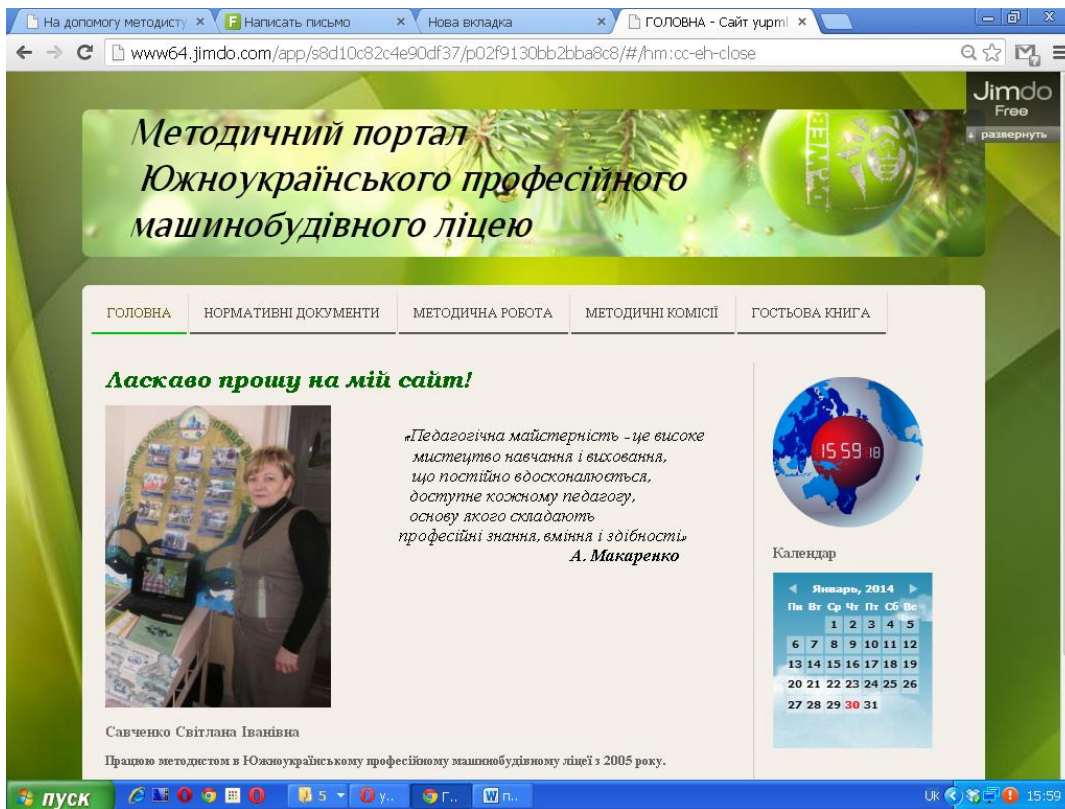 На допомогу методисту
Написать письмо
Нова вкладка
ГОЛОВНА - Сайт yupml
www64.jimdo.com/app/s8d10c82c4e90df37/p02f9130bb2bba8c8/#/hm:cc-eh-close
Jimdo
Free
развернуть
Методичний портал
Южноукраїнського професійного
машинобудівного ліцею
Dr.WEB
ГОЛОВНА
НОРМАТИВНІ ДОКУМЕНТИ
МЕТОДИЧНА РОБОТА
МЕТОДИЧНІ КОМІСІЇ
ГОСТЬОВА КНИГА
Ласкаво прошу на мій сайт!
«Педагогічна майстерність - це високе
мистецтво навчання і виховання,
що постійно вдосконалюється,
доступне кожному педагогу,
основу якого складають
професійні знання, вміння і здібності»
А. Макаренко
15 59 18
Календар
Январь, 2014
Пн Вт Ср Чт Пт Сб Вс
1 2 3 4 5
6 7 8 9 10 11 12
13 14 15 16 17 18 19
20 21 22 23 24 25 26
27 28 29 30 31
Савченко Світлана Іванівна
Працюю методистом в Южноукраїнському професійному машинобудівному ліцеї з 2005 року.
пуск
5
y..
Г..
п..
UK
15:59